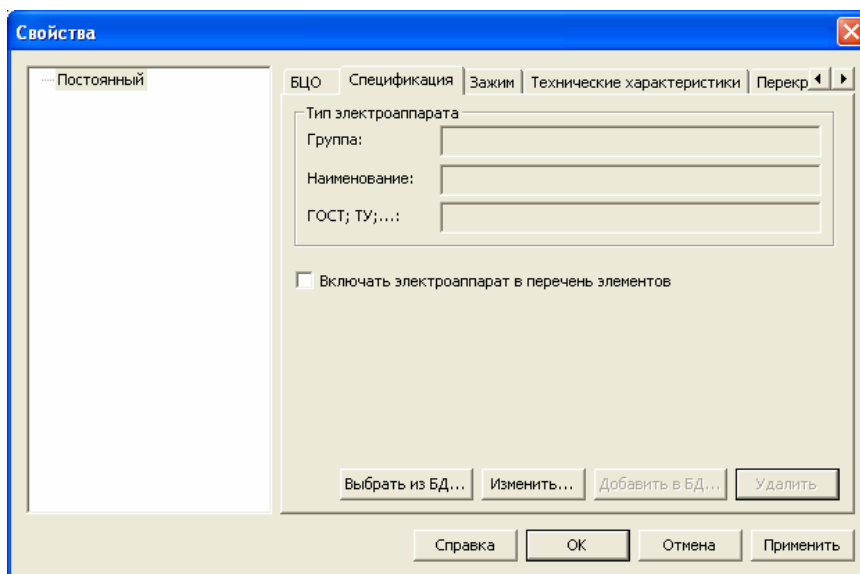 Свойства
Постоянный
БЦО Спецификация Зажим Технические характеристики Перекр
Тип электроаппарата
Группа:
Наименование:
ГОСТ; ТУ;...:
Включать электроаппарат в перечень элементов
Выбрать из БД... Изменить... Добавить в БД... Удалить
Справка ОК Отмена Применить